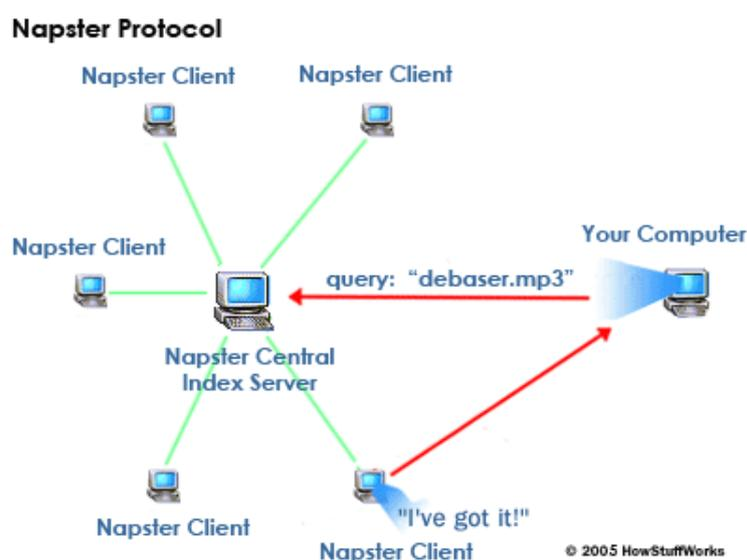 Napster Protocol
Napster Client
Napster Client
Napster Client
Your Computer
query: “debaser.mp3”
Napster Central
Index Server
Napster Client
"I've got it!"
Napster Client
© 2005 HowStuffWorks